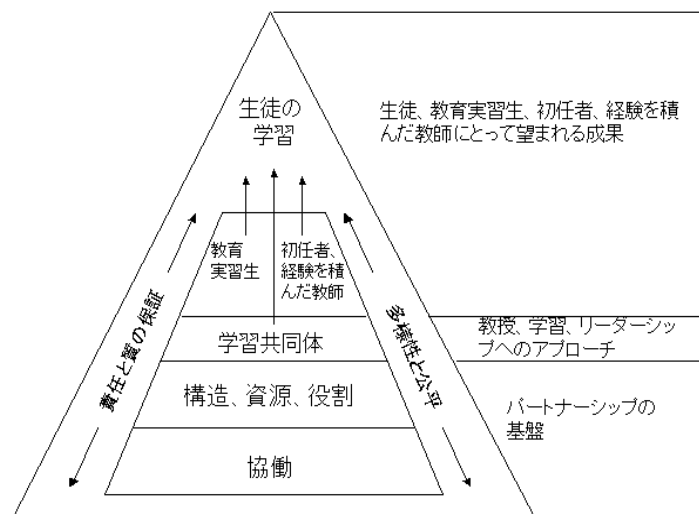 生徒の
学習
生徒、教育実習生、初任者、経験を積
んだ教師にとって望まれる成果
教育
実習生
初任者、
経験を積
んだ教師
責任と質の保証
多様性と公平
学習共同体
教授、学習、リーダーシッ
プへのアプローチ
構造、資源、役割
パートナーシップの
基盤
協働